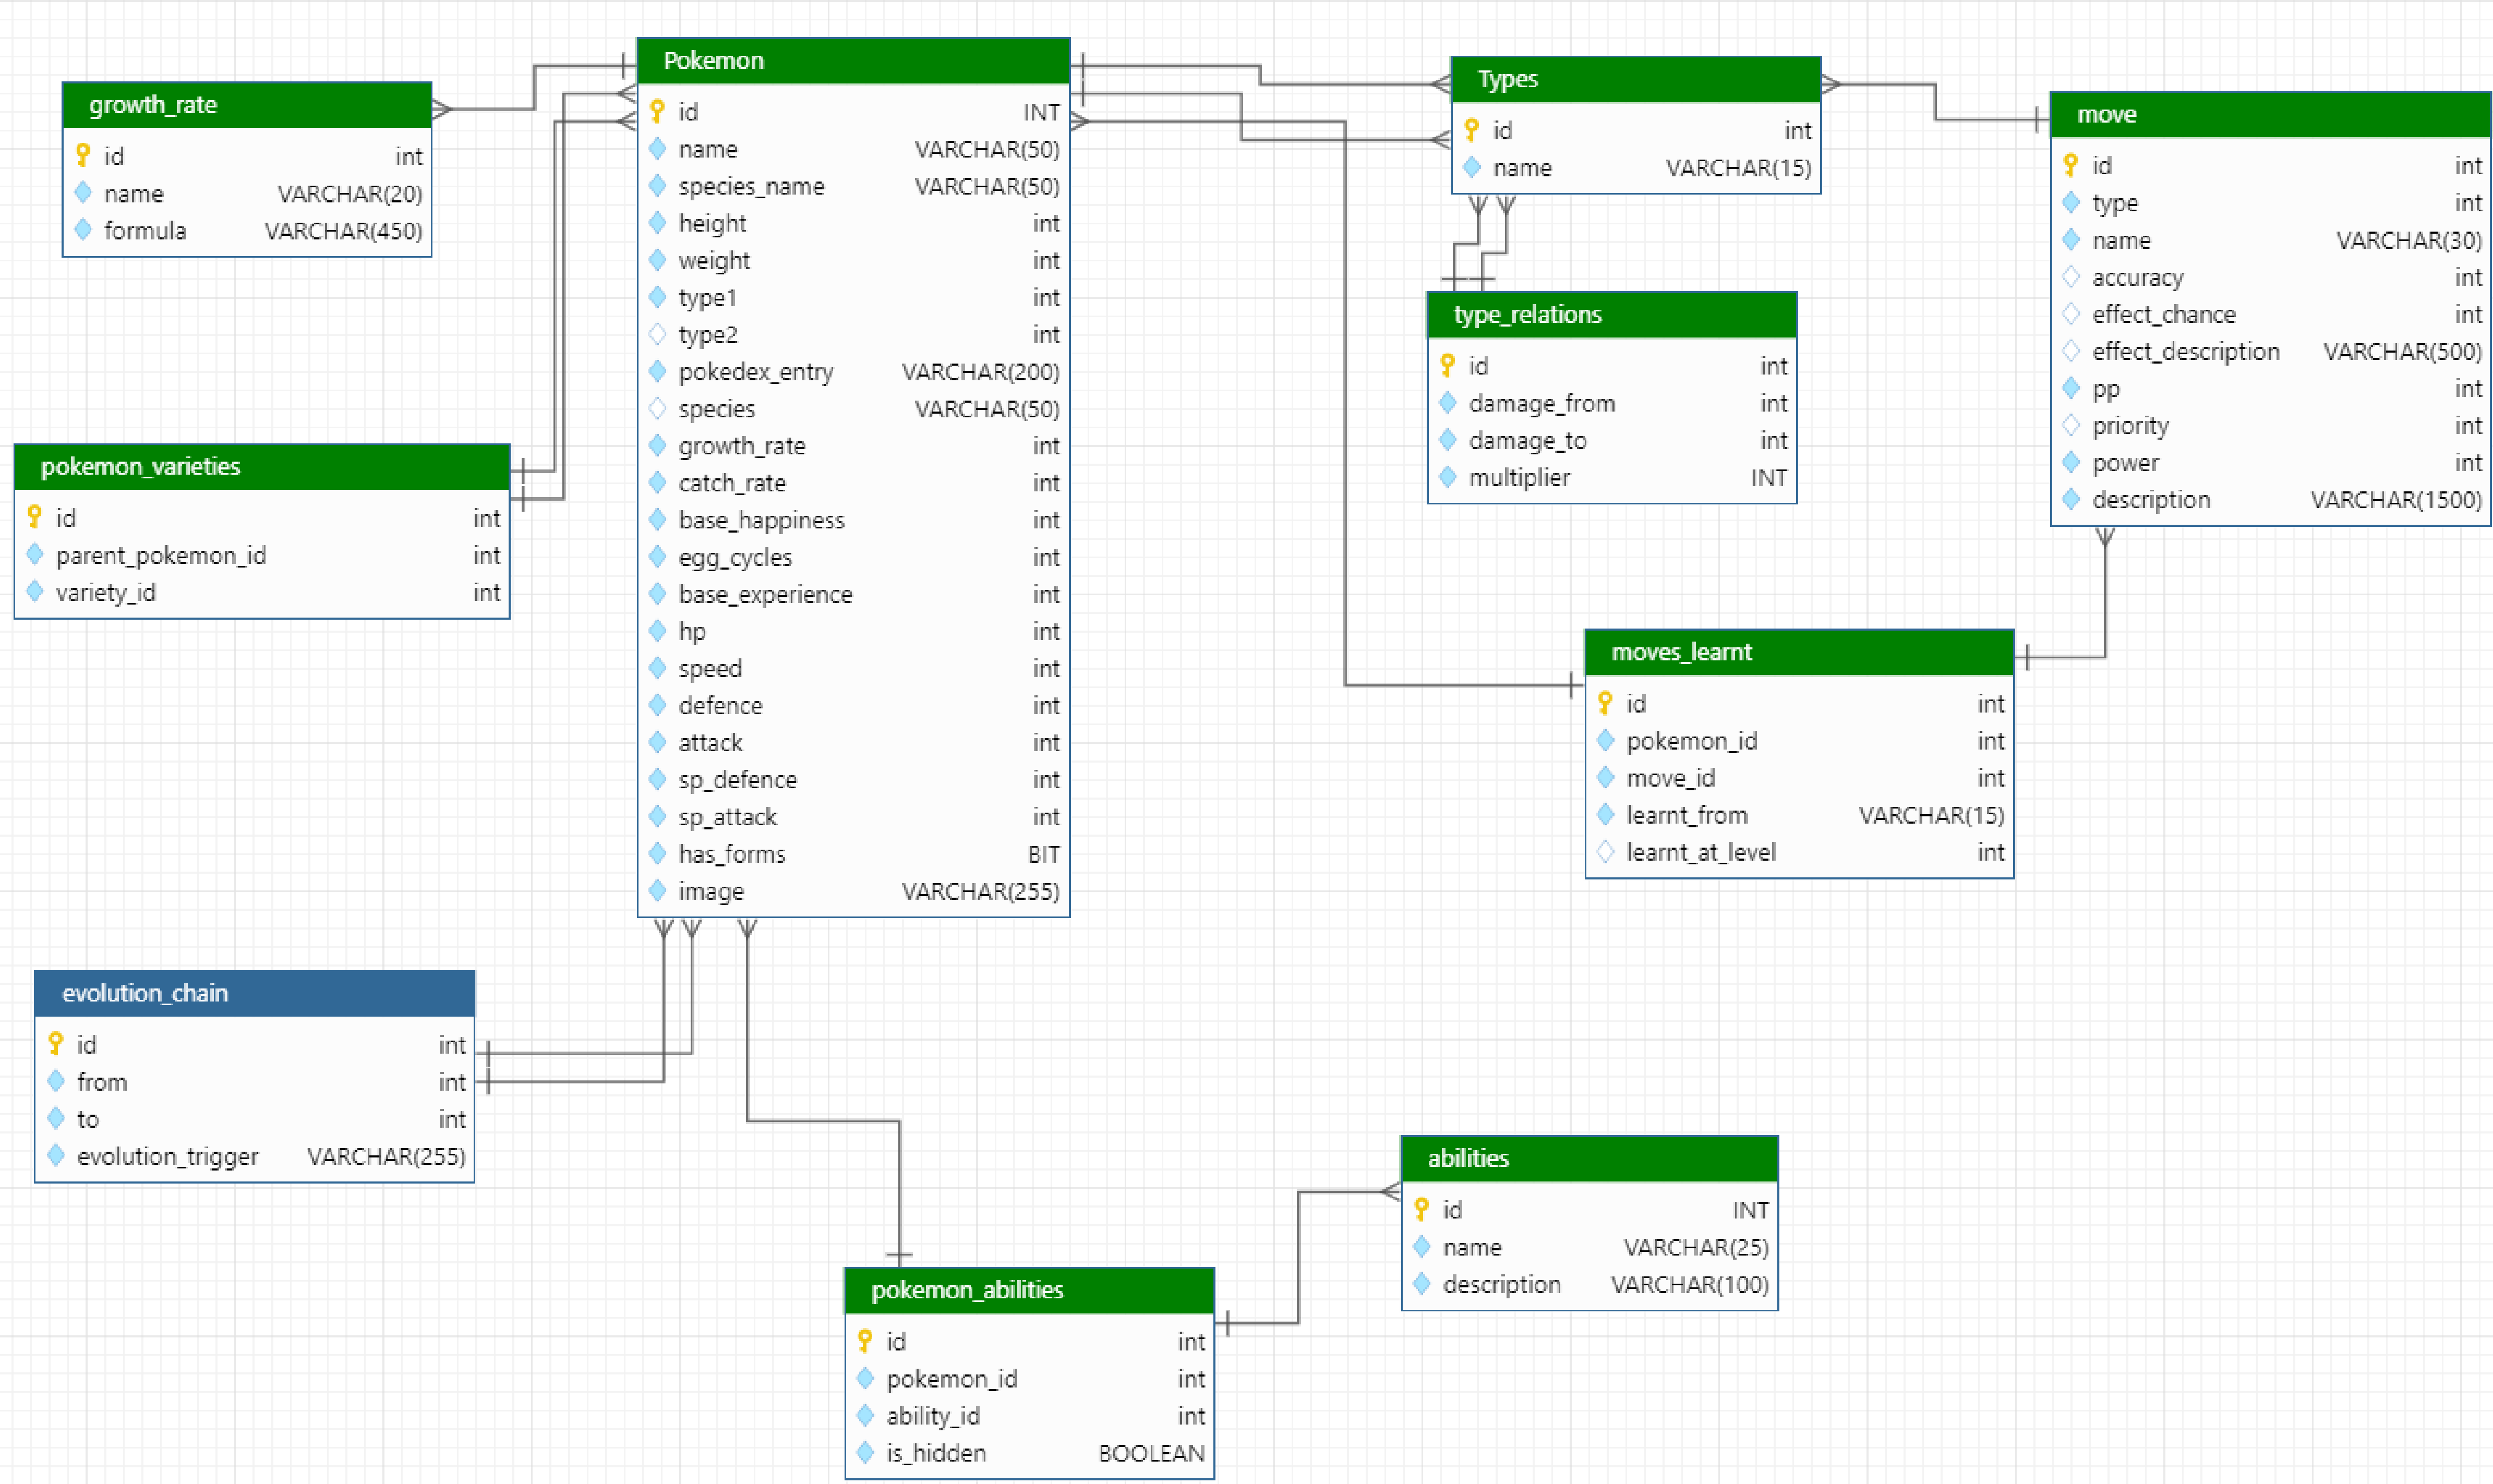 growth_rate
id int
name VARCHAR(20)
formula VARCHAR(450)
pokemon_varieties
id int
parent_pokemon_id int
variety_id int
evolution_chain
id int
from int
to int
evolution_trigger VARCHAR(255)
Pokemon
id INT
name VARCHAR(50)
species_name VARCHAR(50)
height int
weight int
type1 int
type2 int
pokedex_entry VARCHAR(200)
species VARCHAR(50)
growth_rate int
catch_rate int
base_happiness int
egg_cycles int
base_experience int
hp int
speed int
defence int
attack int
sp_defence int
sp_attack int
has_forms BIT
image VARCHAR(255)
pokemon_abilities
id int
pokemon_id int
ability_id int
is_hidden BOOLEAN
Types
id int
name VARCHAR(15)
type_relations
id int
damage_from int
damage_to int
multiplier INT
moves_learnt
id int
pokemon_id int
move_id int
learnt_from VARCHAR(15)
learnt_at_level int
abilities
id INT
name VARCHAR(25)
description VARCHAR(100)
move
id int
type int
name VARCHAR(30)
accuracy int
effect_chance int
effect_description VARCHAR(500)
pp int
priority int
power int
description VARCHAR(1500)